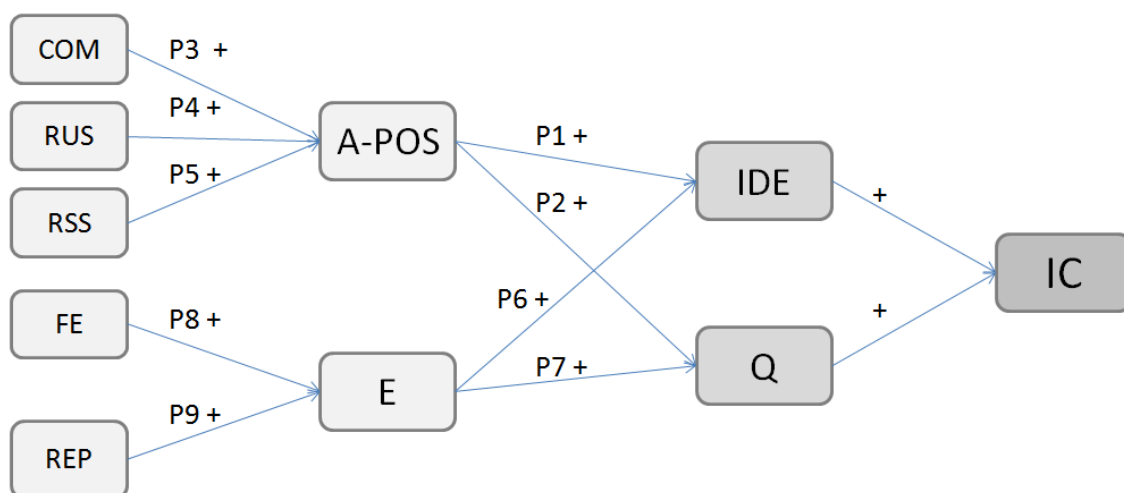 COM
P3 +
RUS
P4 +
A-POS
P1 +
IDE
+
RSS
P5 +
P2 +
IC
FE
P8 +
P6 +
+
E
P7 +
Q
REP
P9 +